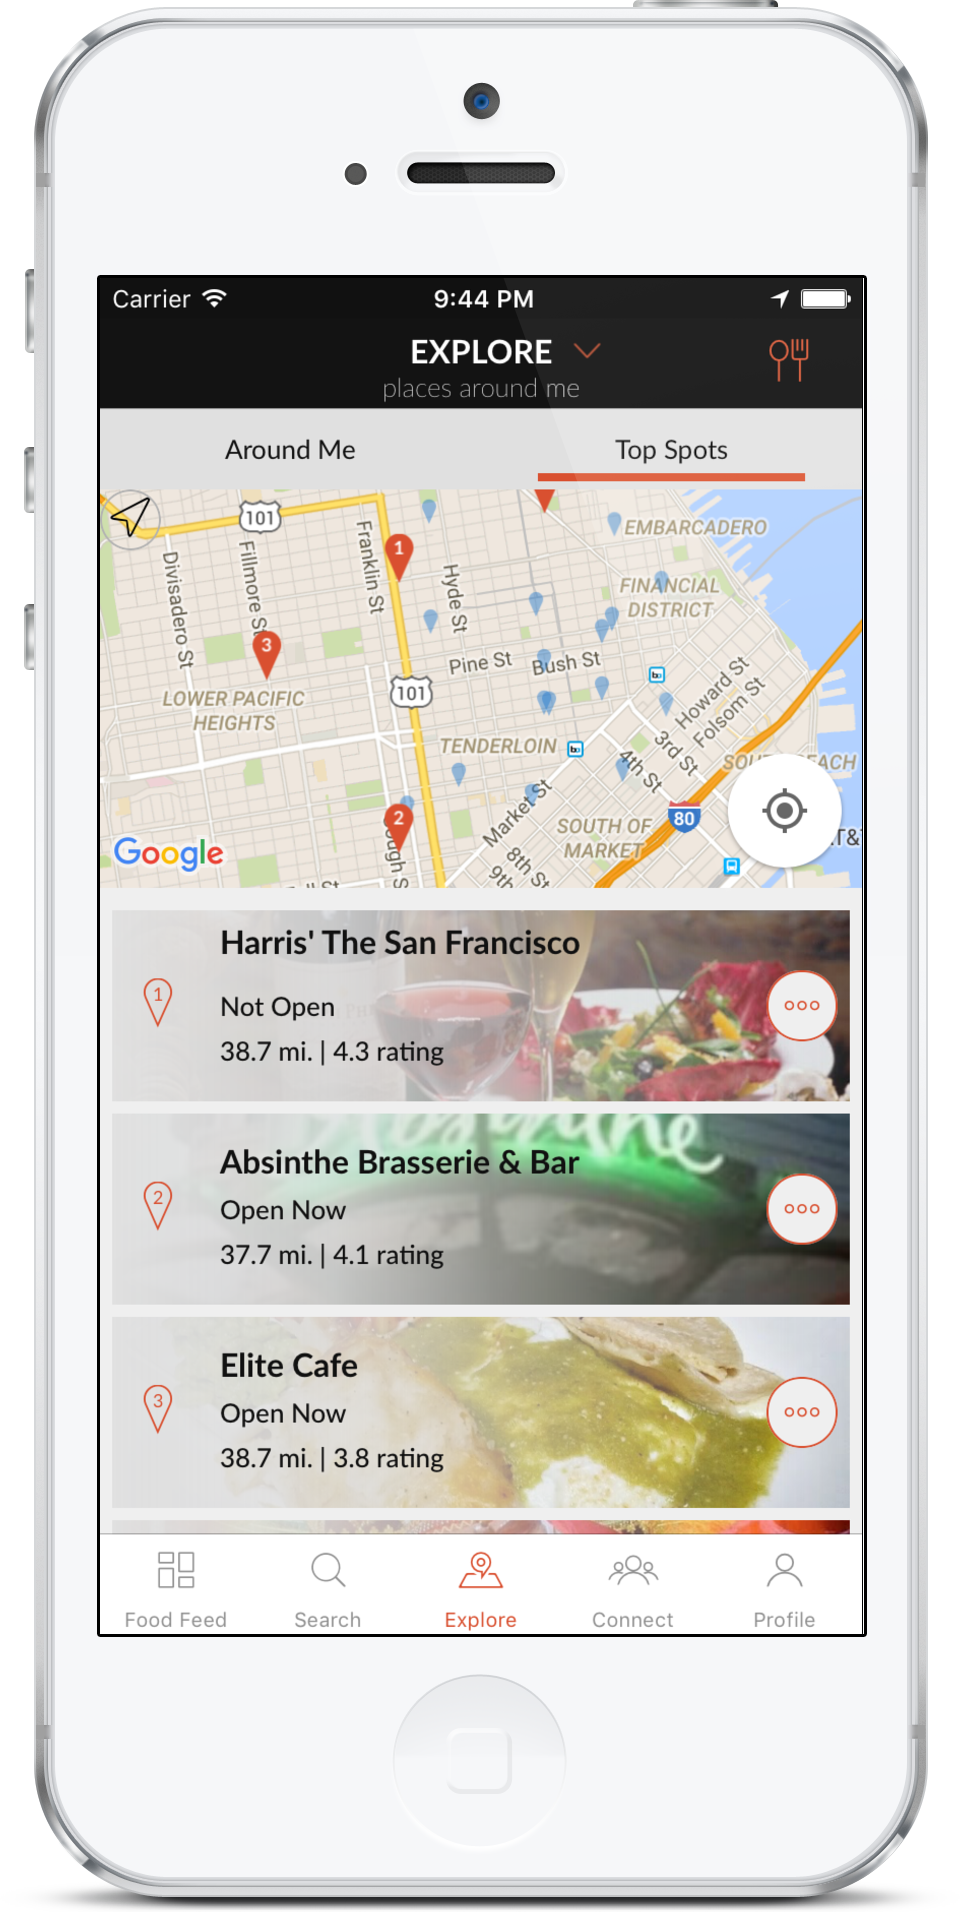 Carrier
9:44 PM
EXPLORE
places around me
Around Me
Top Spots
101
EMBARCADERO
Divisadero St
Fillmore St
Franklin St
1
Hyde St
FINANCIAL
DISTRICT
3
Pine St
Bush St
LOWER PACIFIC
HEIGHTS
101
Howard St
Folsom St
TENDERLOIN
3rd St
4th St
Market St
2
80
SOUTH OF
MARKET
8th St
9th
Google
Harris' The San Francisco
1
Not Open
38.7 mi. | 4.3 rating
Absinthe Brasserie & Bar
2
Open Now
37.7 mi. | 4.1 rating
Elite Cafe
3
Open Now
38.7 mi. | 3.8 rating
Food Feed
Search
Explore
Connect
Profile